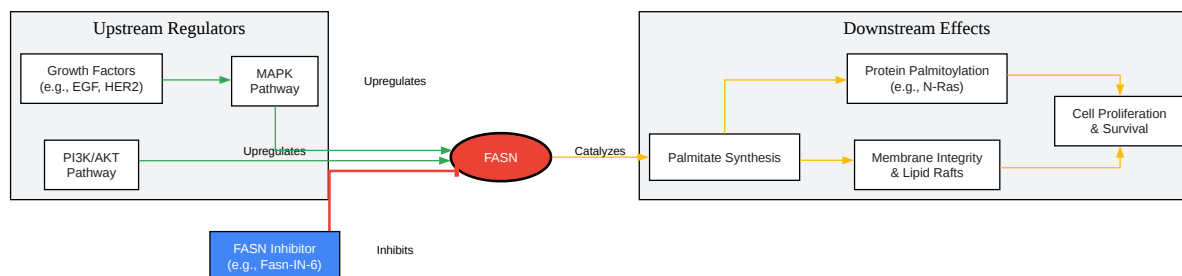 Upstream Regulators
Growth Factors
(e.g., EGF, HER2)
MAPK
Pathway
Upregulates
PI3K/AKT
Pathway
Upregulates
FASN
Catalyzes
FASN Inhibitor
(e.g., Fasn-IN-6)
Inhibits
Downstream Effects
Palmitate Synthesis
Protein Palmitoylation
(e.g., N-Ras)
Membrane Integrity
& Lipid Rafts
Cell Proliferation
& Survival